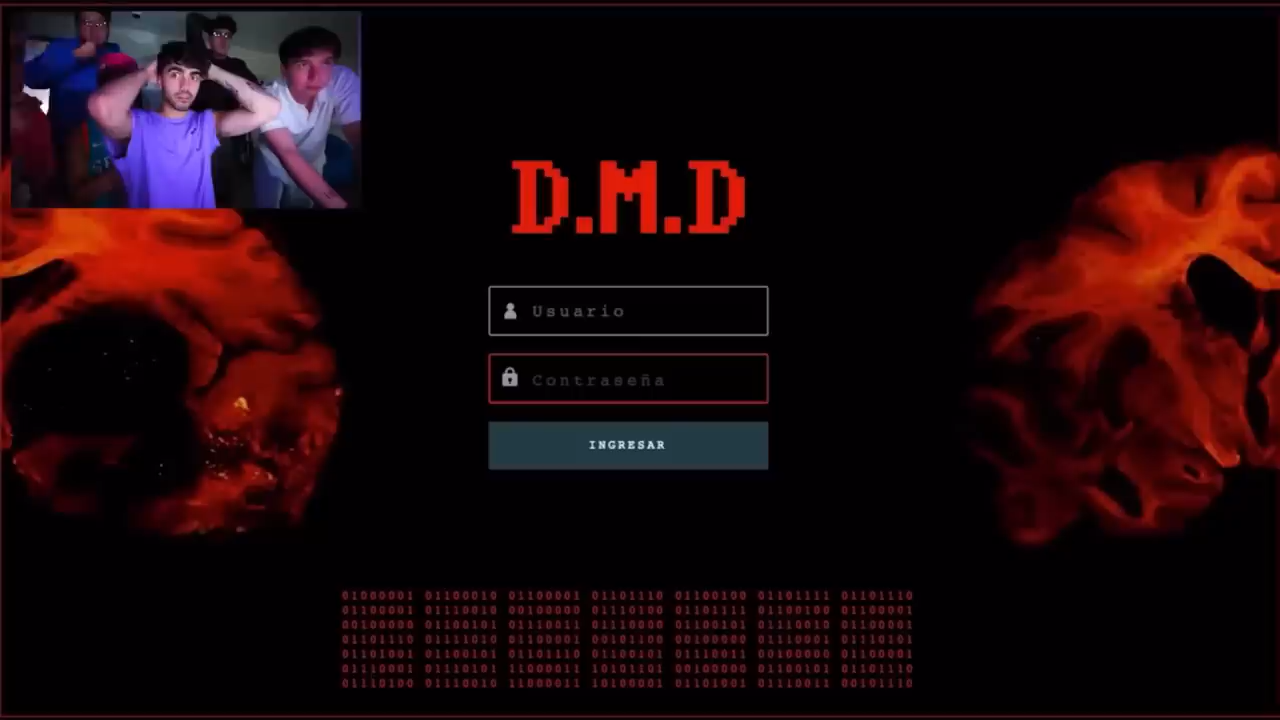 D.M.D
Usuario
Contraseña
INGRESAR
01000001 01100010 01100001 01101110 01100100 01101111 01101110
01100001 01110010 00100000 01110100 01101111 01100100 01100001
00100000 01100101 01110011 01110000 01100101 01110010 01100001
01101110 01111010 01100001 00101100 00100000 01110001 01110101
01101001 01100101 01101110 01100101 01110011 00100000 01100001
01110001 01110101 11000011 10101101 00100000 01100101 01101110
01110100 01110010 11000011 10100001 01101001 01110011 00101110